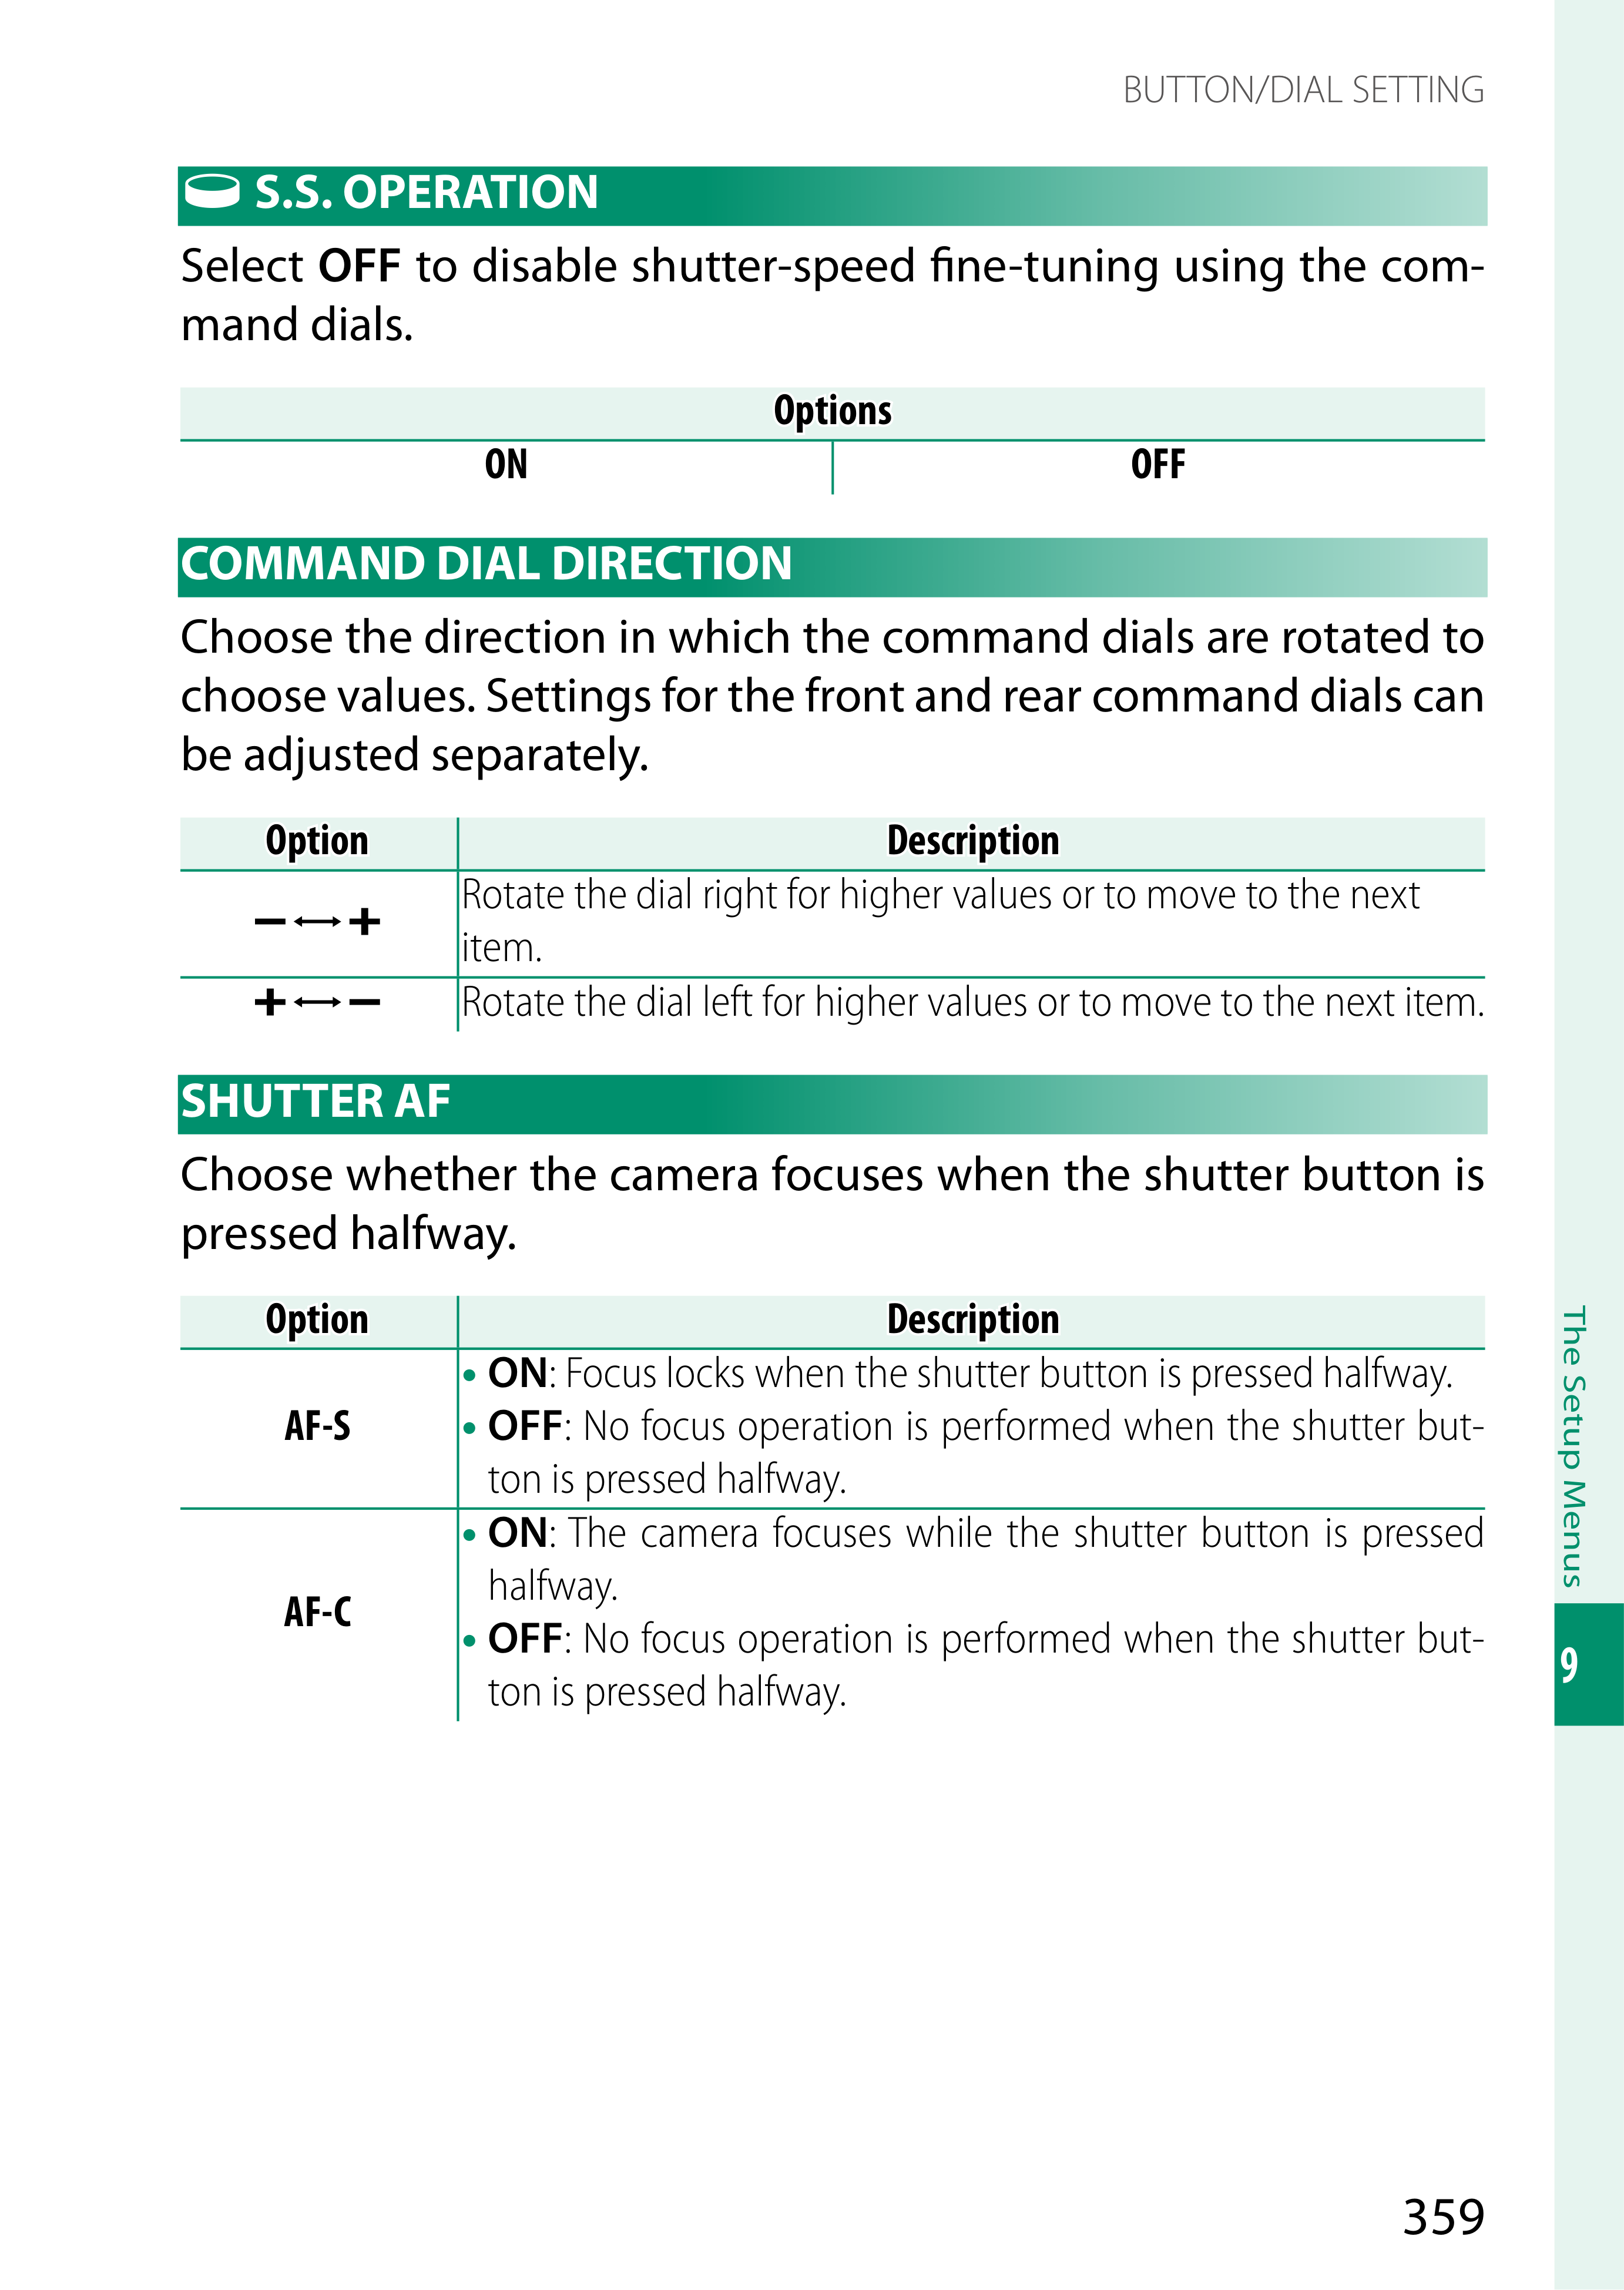 BUTTON/DIAL SETTING
S.S. OPERATION
Select OFF to disable shutter-speed fine-tuning using the com-
mand dials.
Options
ON OFF
COMMAND DIAL DIRECTION
Choose the direction in which the command dials are rotated to
choose values. Settings for the front and rear command dials can
be adjusted separately.
Option Description
− ↔ + Rotate the dial right for higher values or to move to the next
item.
+ ↔ − Rotate the dial left for higher values or to move to the next item.
SHUTTER AF
Choose whether the camera focuses when the shutter button is
pressed halfway.
Option Description
AF-S
• ON: Focus locks when the shutter button is pressed halfway.
• OFF: No focus operation is performed when the shutter but-
ton is pressed halfway.
AF-C
• ON: The camera focuses while the shutter button is pressed
halfway.
• OFF: No focus operation is performed when the shutter but-
ton is pressed halfway.
The Setup Menus
9
359